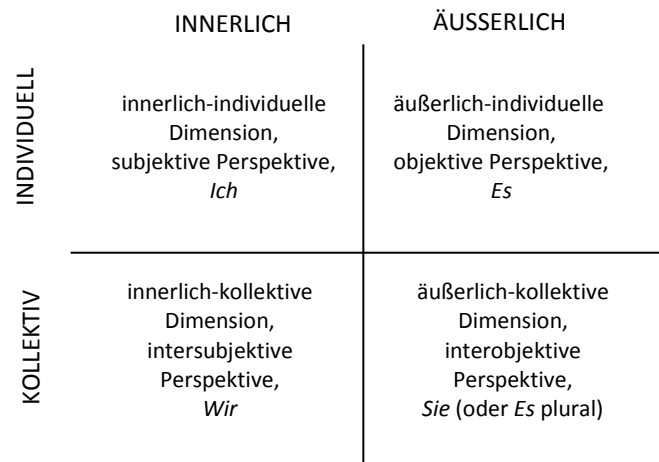 INNERLICH
ÄUSSERLICH
INDIVIDUELL
innerlich-individuelle
Dimension,
subjektive Perspektive,
Ich
äußerlich-individuelle
Dimension,
objektive Perspektive,
Es
KOLLEKTIV
innerlich-kollektive
Dimension,
intersubjektive
Perspektive,
Wir
äußerlich-kollektive
Dimension,
interobjektive
Perspektive,
Sie (oder Es plural)